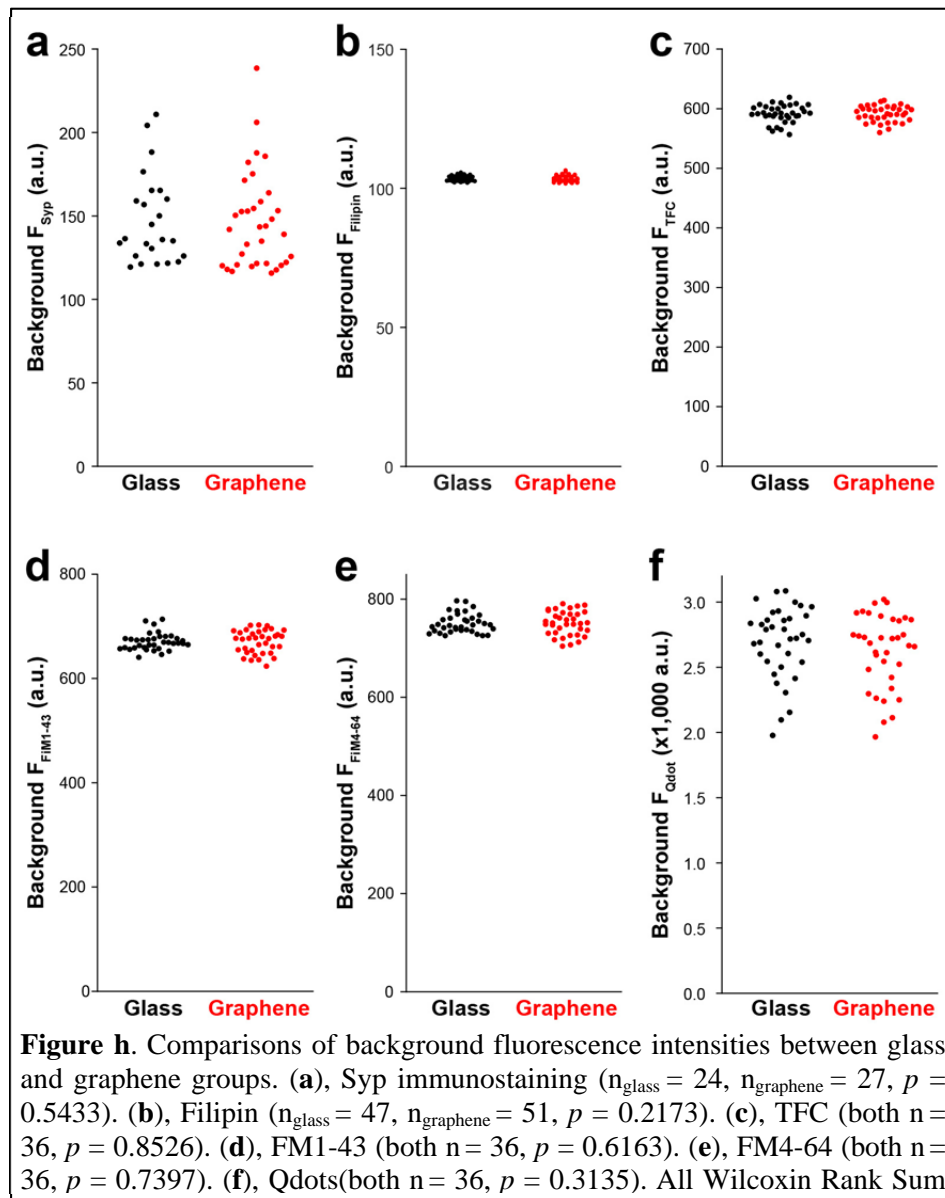 a
250
200
150
100
50
0
Background F_Syp (a.u.)
Glass Graphene
b
150
100
50
0
Background F_Filipin (a.u.)
Glass Graphene
c
700
600
500
400
300
200
100
0
Background F_TFC (a.u.)
Glass Graphene
d
800
600
400
200
0
Background F_FiM1-43 (a.u.)
Glass Graphene
e
800
600
400
200
0
Background F_FiM4-64 (a.u.)
Glass Graphene
f
3.0
2.5
2.0
1.5
1.0
0.5
0.0
Background F_Qdot (x1,000 a.u.)
Glass Graphene
Figure h. Comparisons of background fluorescence intensities between glass
and graphene groups. (a), Syp immunostaining (n_glass = 24, n_graphene = 27, p =
0.5433). (b), Filipin (n_glass = 47, n_graphene = 51, p = 0.2173). (c), TFC (both n =
36, p = 0.8526). (d), FM1-43 (both n = 36, p = 0.6163). (e), FM4-64 (both n =
36, p = 0.7397). (f), Qdots(both n = 36, p = 0.3135). All Wilcoxin Rank Sum